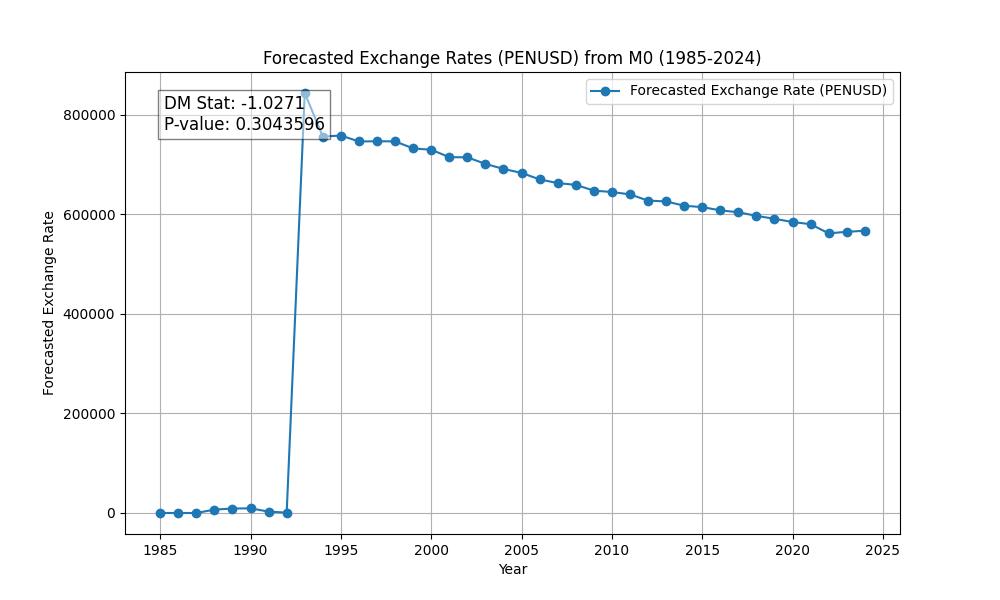 Forecasted Exchange Rates (PENUSD) from M0 (1985-2024)
DM Stat: -1.0271
P-value: 0.3043596
Forecasted Exchange Rate (PENUSD)
Forecasted Exchange Rate
800000
600000
400000
200000
0
1985 1990 1995 2000 2005 2010 2015 2020 2025
Year